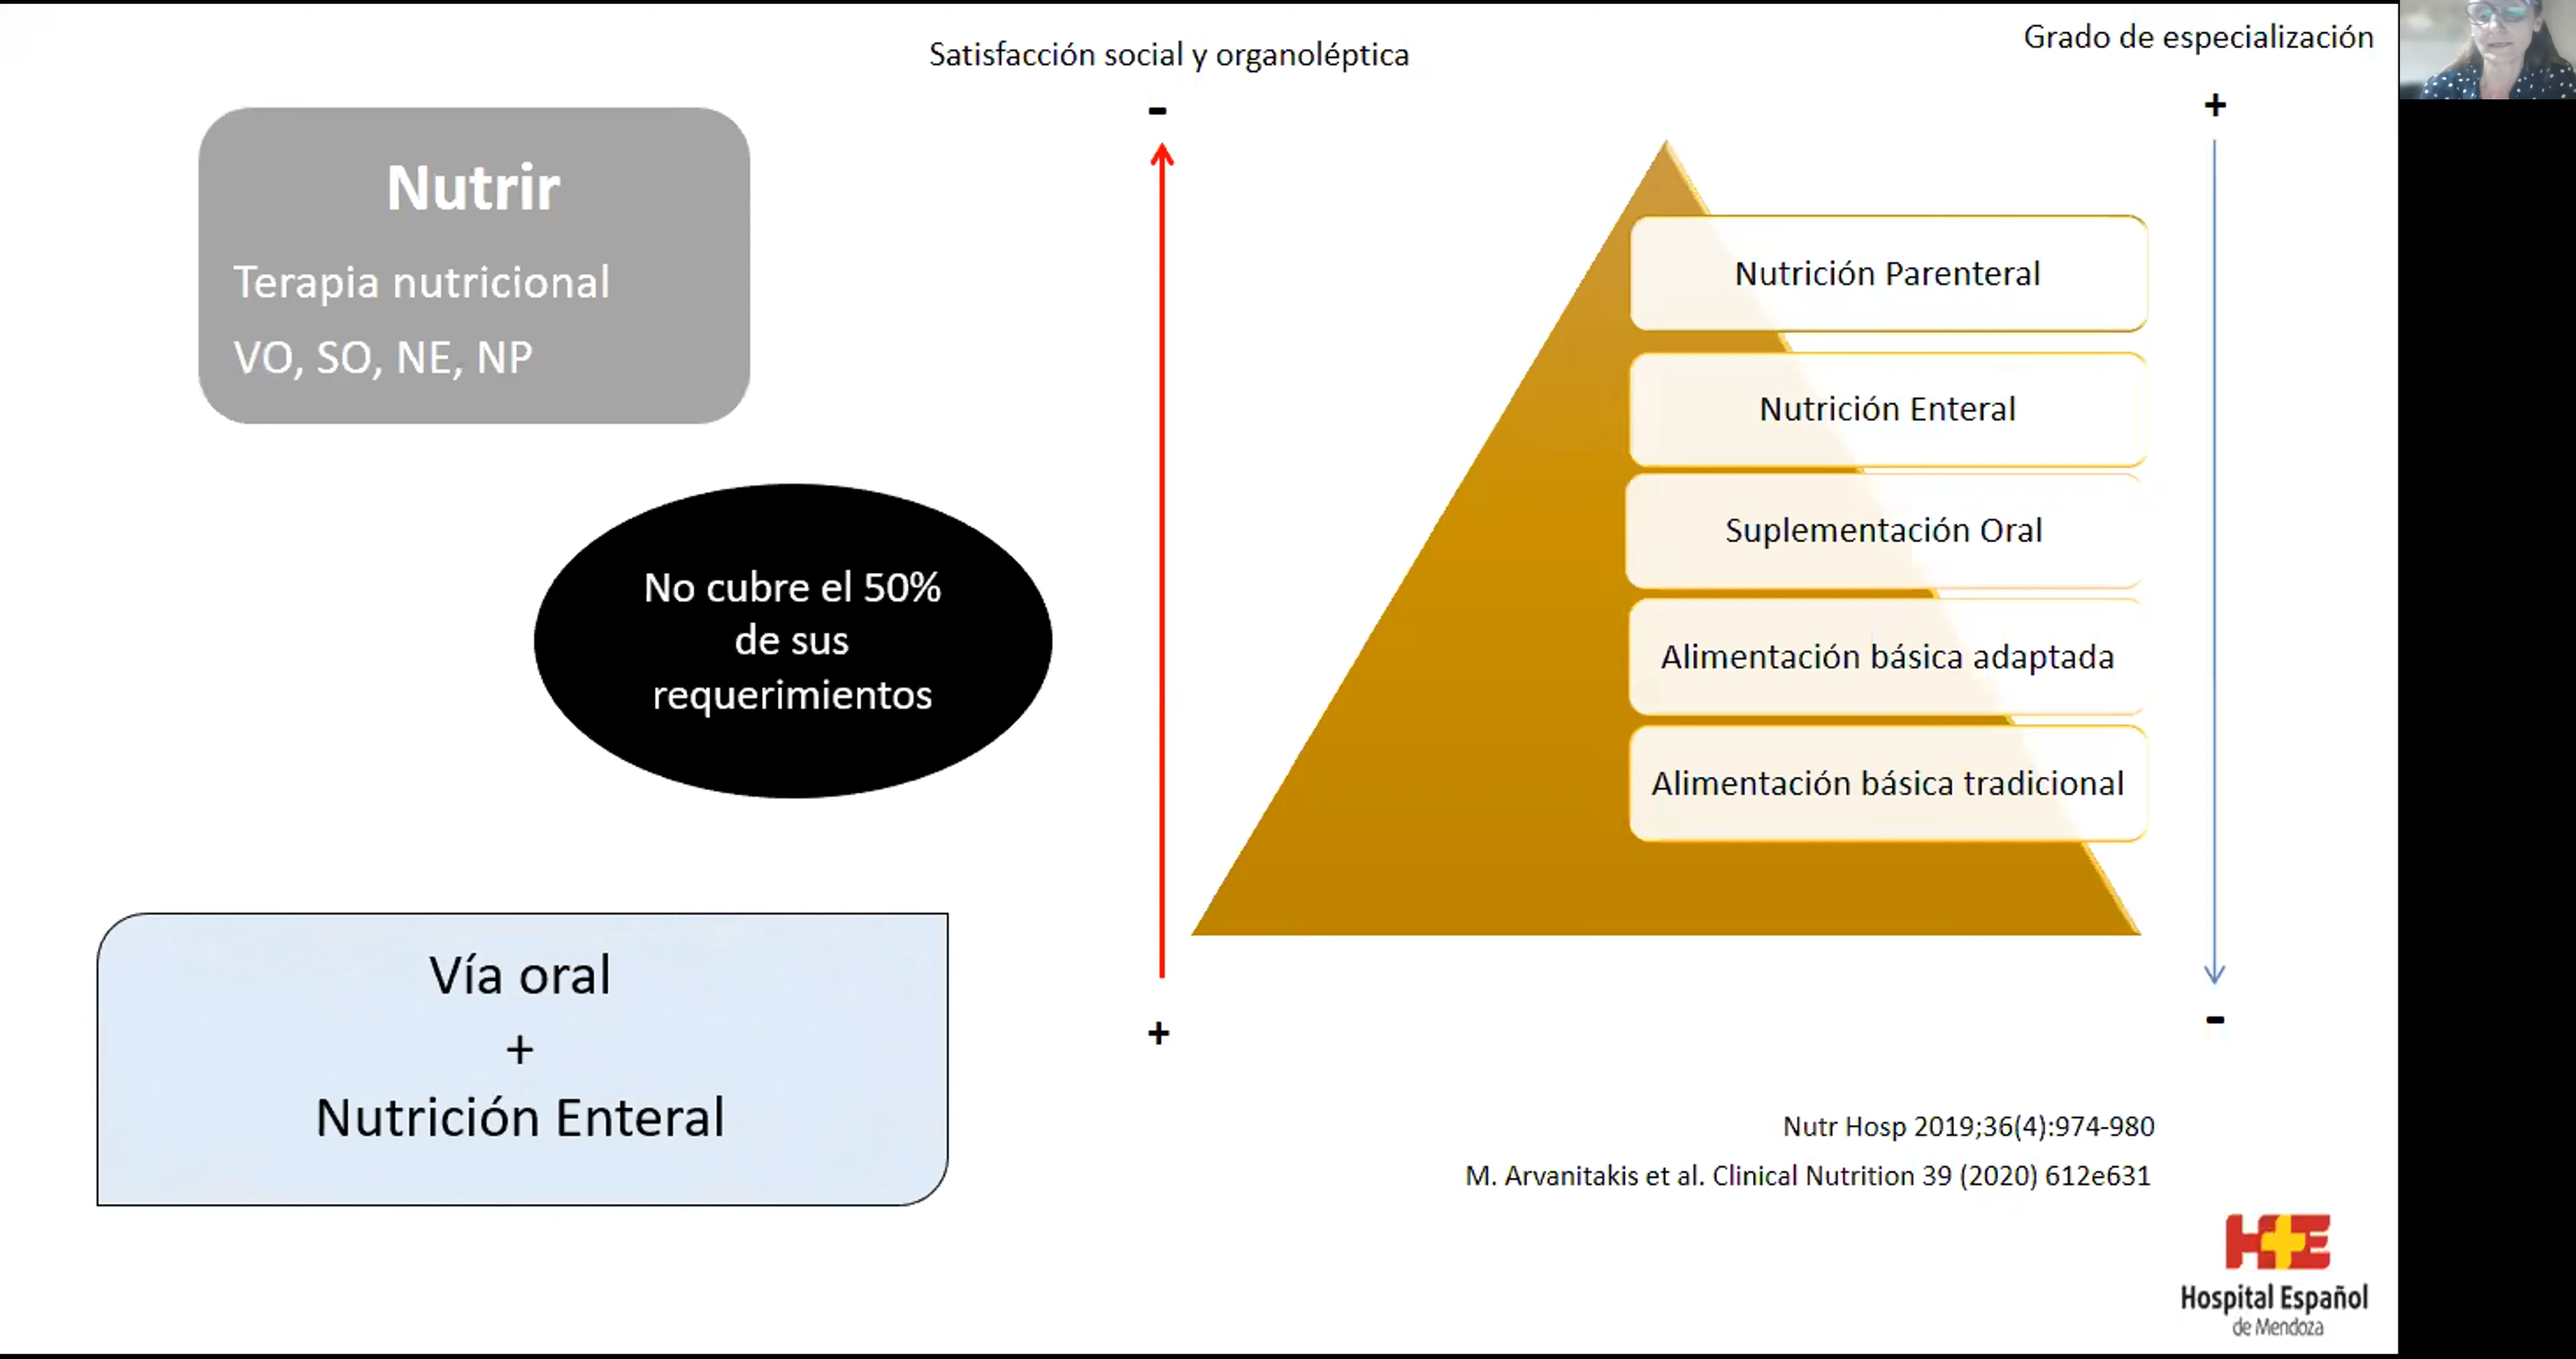 Satisfacción social y organoléptica
Grado de especialización
-
+
Nutrir
Terapia nutricional
VO, SO, NE, NP
No cubre el 50%
de sus
requerimientos
Vía oral
+
Nutrición Enteral
Nutrición Parenteral
Nutrición Enteral
Suplementación Oral
Alimentación básica adaptada
Alimentación básica tradicional
+
-
Nutr Hosp 2019;36(4):974-980
M. Arvanitakis et al. Clinical Nutrition 39 (2020) 612e631
H+E
Hospital Español
de Mendoza